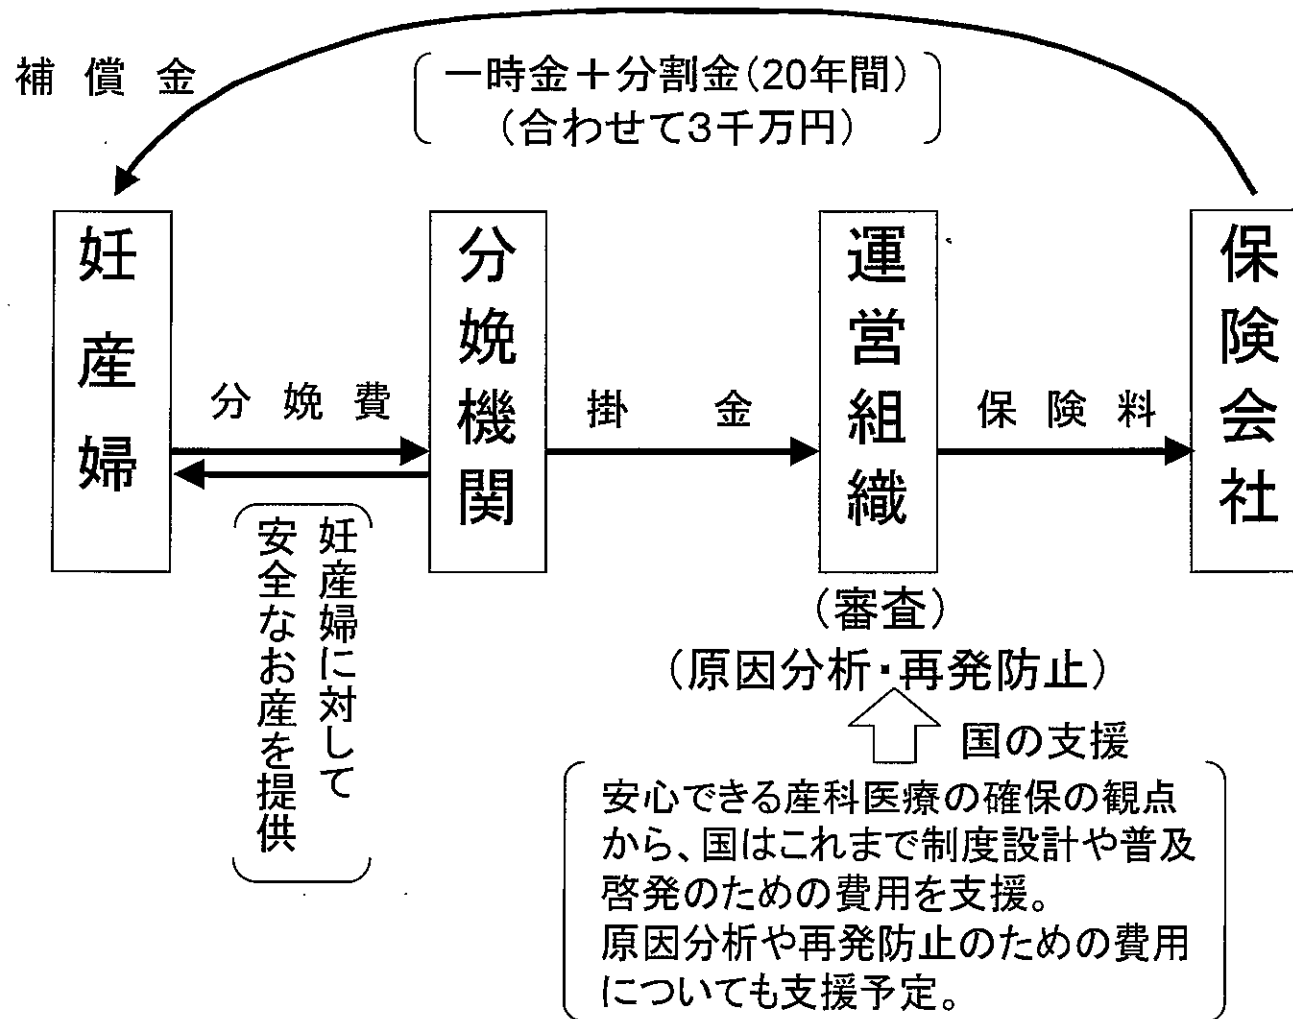 補償金
一時金＋分割金（20年間）
（合わせて3千万円）
妊産婦
分娩機関
運営組織
保険会社
分娩費
掛金
保険料
妊産婦に対して
安全なお産を提供
（審査）
（原因分析・再発防止）
国の支援
安心できる産科医療の確保の観点
から、国はこれまで制度設計や普及
啓発のための費用を支援。
原因分析や再発防止のための費用
についても支援予定。